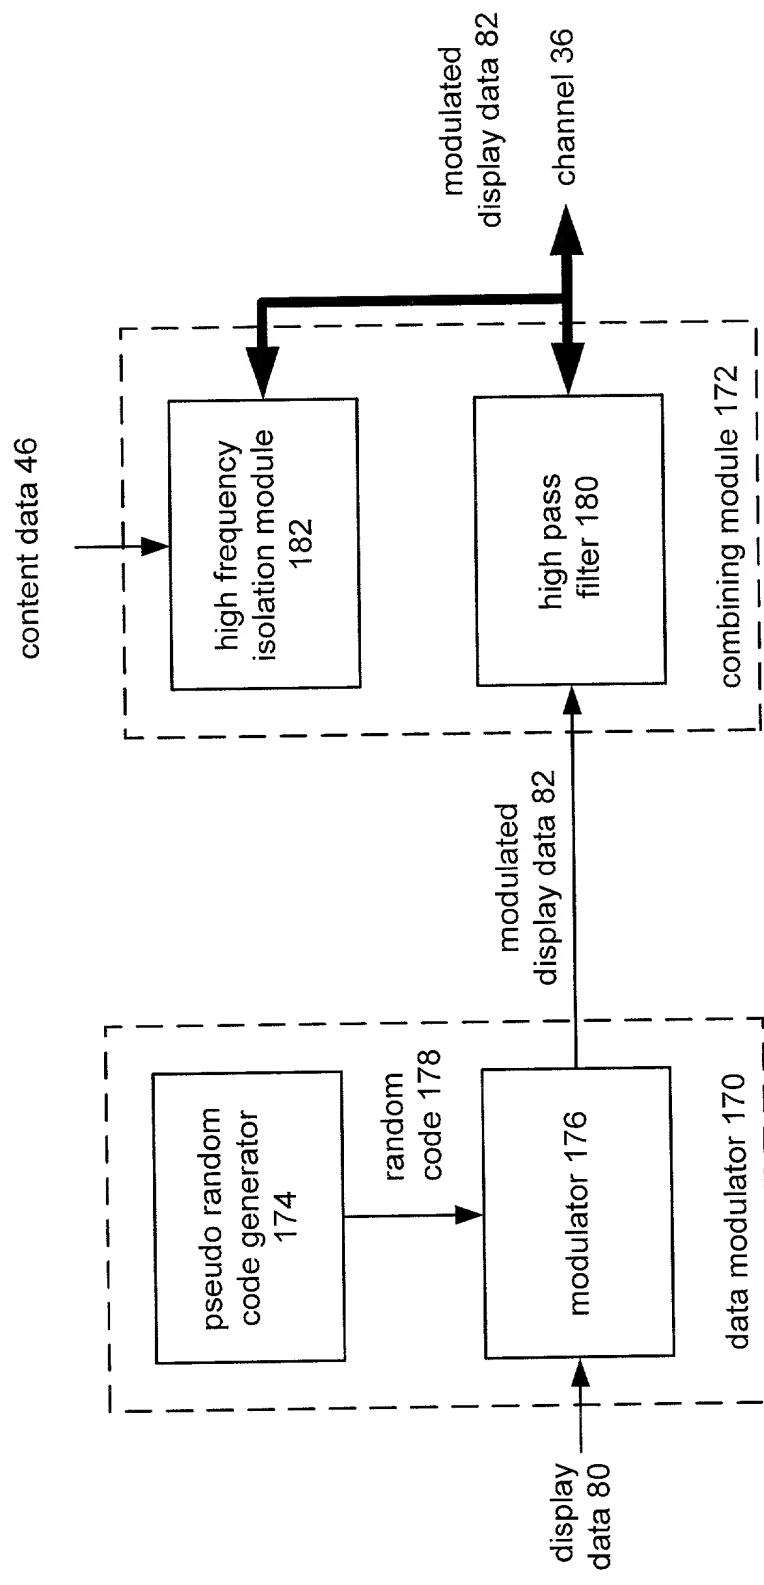 content data 46
modulated
display data 82
channel 36
high frequency
isolation module
182
high pass
filter 180
combining module 172
modulated
display data 82
pseudo random
code generator
174
random
code 178
modulator 176
data modulator 170
display
data 80